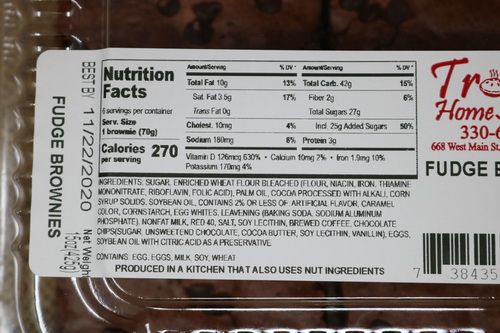 Nutrition Facts
6 servings per container
Serv. Size
1 brownie (70g)
Calories 270
per serving
Amount/Serving % DV* Amount/Serving % DV*
Total Fat 10g 13% Total Carb. 42g 15%
Sat. Fat 3.5g 17% Fiber 2g 6%
Trans Fat 0g Total Sugars 27g
Cholest. 10mg 4% Incl. 25g Added Sugars 50%
Sodium 180mg 8% Protein 3g
Vitamin D 126mcg 630% • Calcium 10mg 2% • Iron 1.9mg 10%
Potassium 170mg 4%
INGREDIENTS: SUGAR, ENRICHED WHEAT FLOUR BLEACHED (FLOUR, NIACIN, IRON, THIAMINE
MONONITRATE, RIBOFLAVIN, FOLIC ACID), PALM OIL, COCOA PROCESSED WITH ALKALI, CORN
SYRUP SOLIDS, SOYBEAN OIL, CONTAINS 2% OR LESS OF ARTIFICIAL FLAVOR, CARAMEL
COLOR, CORNSTARCH, EGG WHITES, LEAVENING (BAKING SODA, SODIUM ALUMINUM
PHOSPHATE), NONFAT MILK, RED 40, SALT, SOY LECITHIN, BREWED COFFEE, CHOCOLATE
CHIPS(SUGAR, UNSWEETENED CHOCOLATE, COCOA BUTTER, SOY LECITHIN, VANILLIN), EGGS,
SOYBEAN OIL WITH CITRIC ACID AS A PRESERVATIVE.
CONTAINS: EGG, EGGS, MILK, SOY, WHEAT
PRODUCED IN A KITCHEN THAT ALSO USES NUT INGREDIENTS
BEST BY 11/22/2020
FUDGE BROWNIES
Net Weight
15oz (425g)
Tro
Home
330-6
668 West Main St.
FUDGE B
7 38435